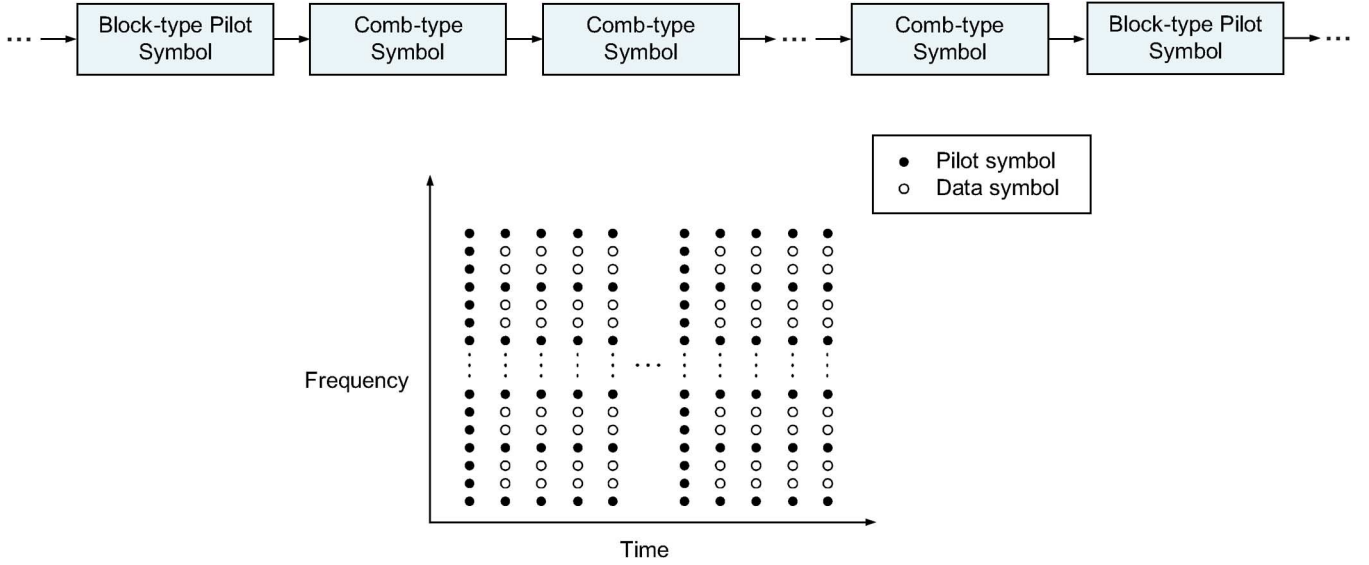 ... Block-type Pilot Symbol
Comb-type Symbol
Comb-type Symbol
...
Comb-type Symbol
Block-type Pilot Symbol
...
Pilot symbol
Data symbol
...
Frequency
Time